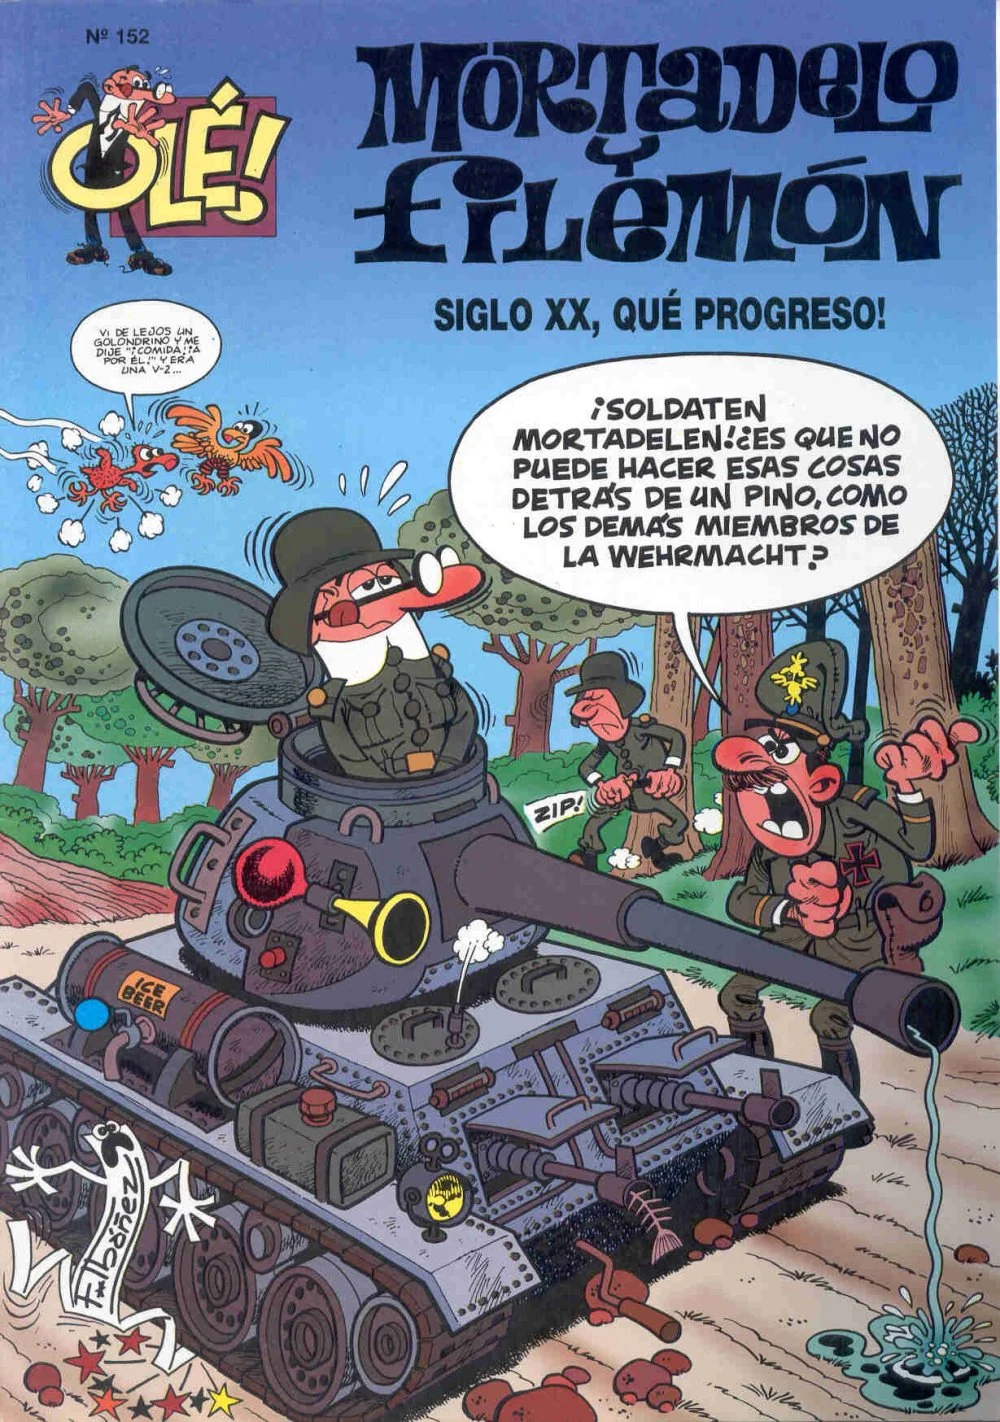 Nº 152
OLÉ!
MORTADELO
Y
FILEMÓN
SIGLO XX, QUÉ PROGRESO!
VI DE LEJOS UN
GOLONDRINO Y ME
DIJE "¡COMIDA!¡A
POR ÉL!" Y ERA
UNA V-2...
¡SOLDATEN
MORTADELEN!¿ES QUE NO
PUEDE HACER ESAS COSAS
DETRÁS DE UN PINO, COMO
LOS DEMÁS MIEMBROS DE
LA WEHRMACHT?
ZIP!
ICE
BEER
F. Ibáñez